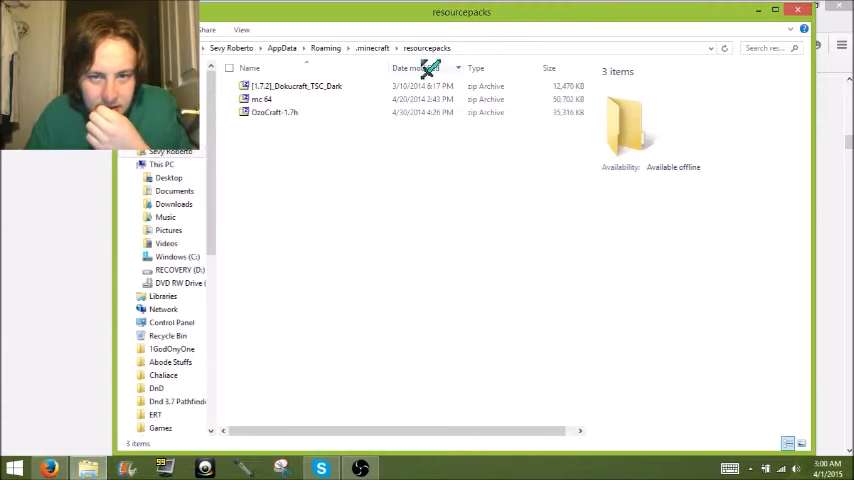 resourcepacks
Share View
Sevy Roberto AppData Roaming .minecraft resourcepacks Search res...
Name Type Size
[1.7.2]_Dokucraft_TSC_Dark 3/10/2014 6:17 PM zip Archive 12,470 KB
mc 64 4/20/2014 2:43 PM zip Archive 50,702 KB
OzoCraft-1.7h 4/30/2014 4:26 PM zip Archive 35,316 KB
3 items
Availability: Available offline
Sevy Roberto
This PC
Desktop
Documents
Downloads
Music
Pictures
Videos
Windows (C:)
RECOVERY (D:)
DVD RW Drive (
Libraries
Network
Control Panel
Recycle Bin
1GodOnyOne
Abode Stuffs
Chaliace
DnD
Dnd 3.7 Pathfind
ERT
Gamez
3 items
99
3:00 AM
4/1/2015